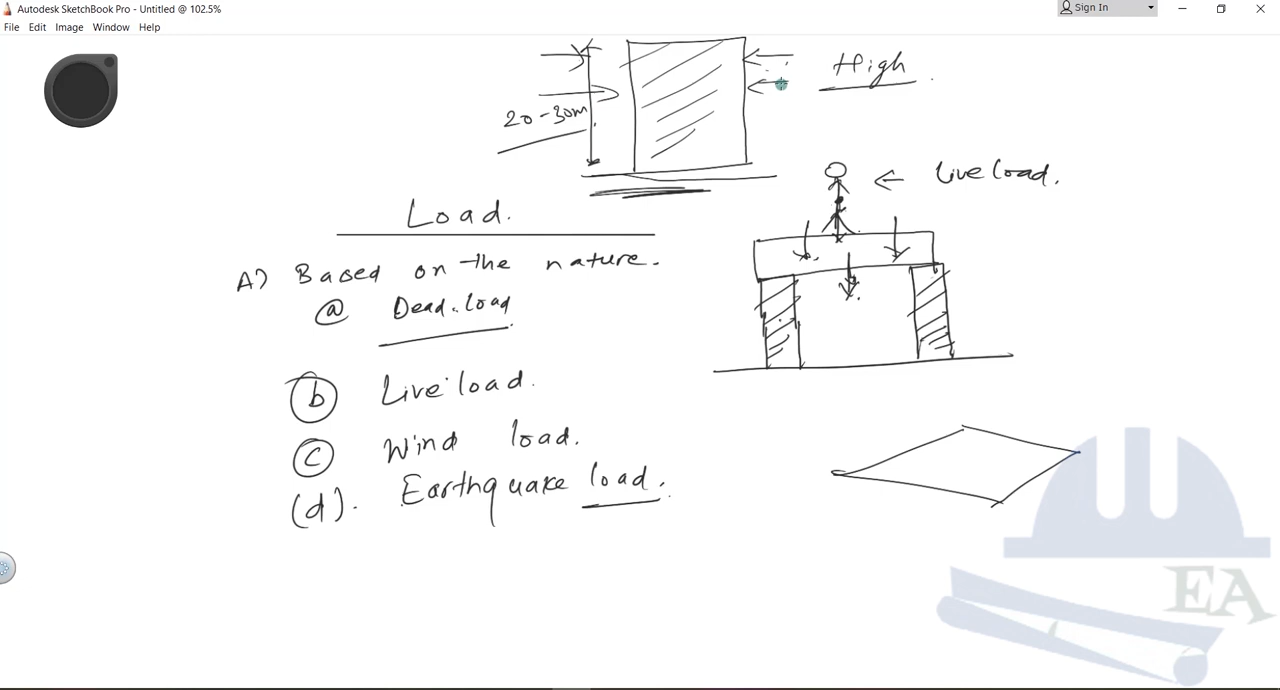 Autodesk SketchBook Pro - Untitled @ 102.5%
Sign In
File Edit Image Window Help
High
20-30m
Live load.
Load.
A) Based on the nature.
@ Dead load
(b) Live load.
(c) Wind load.
(d). Earthquake load.
EA